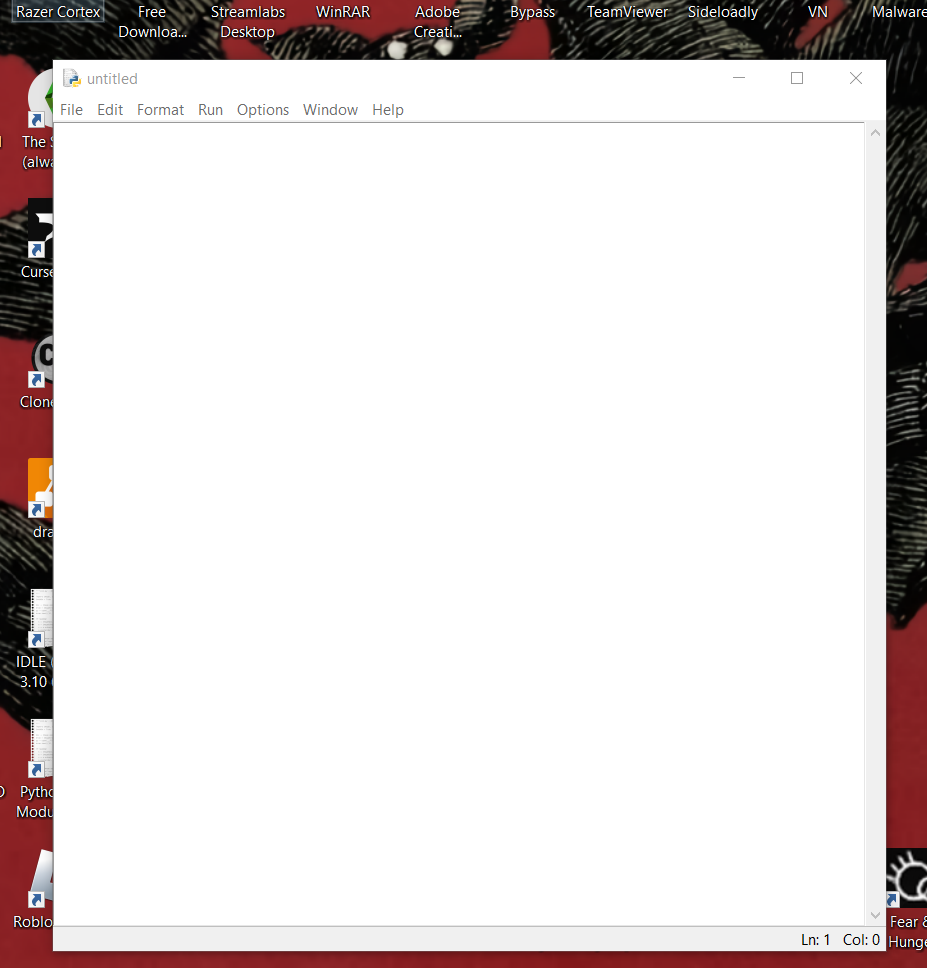 Razer Cortex
Free
Downloa...
Streamlabs
Desktop
WinRAR
Adobe
Creati...
Bypass
TeamViewer
Sideloadly
VN
Malware
untitled
File Edit Format Run Options Window Help
The S
(alwa
Curse
Clone
dra
IDLE (
3.10 (
Pytho
Modu
Roblo
Fear &
Hunge
Ln: 1 Col: 0